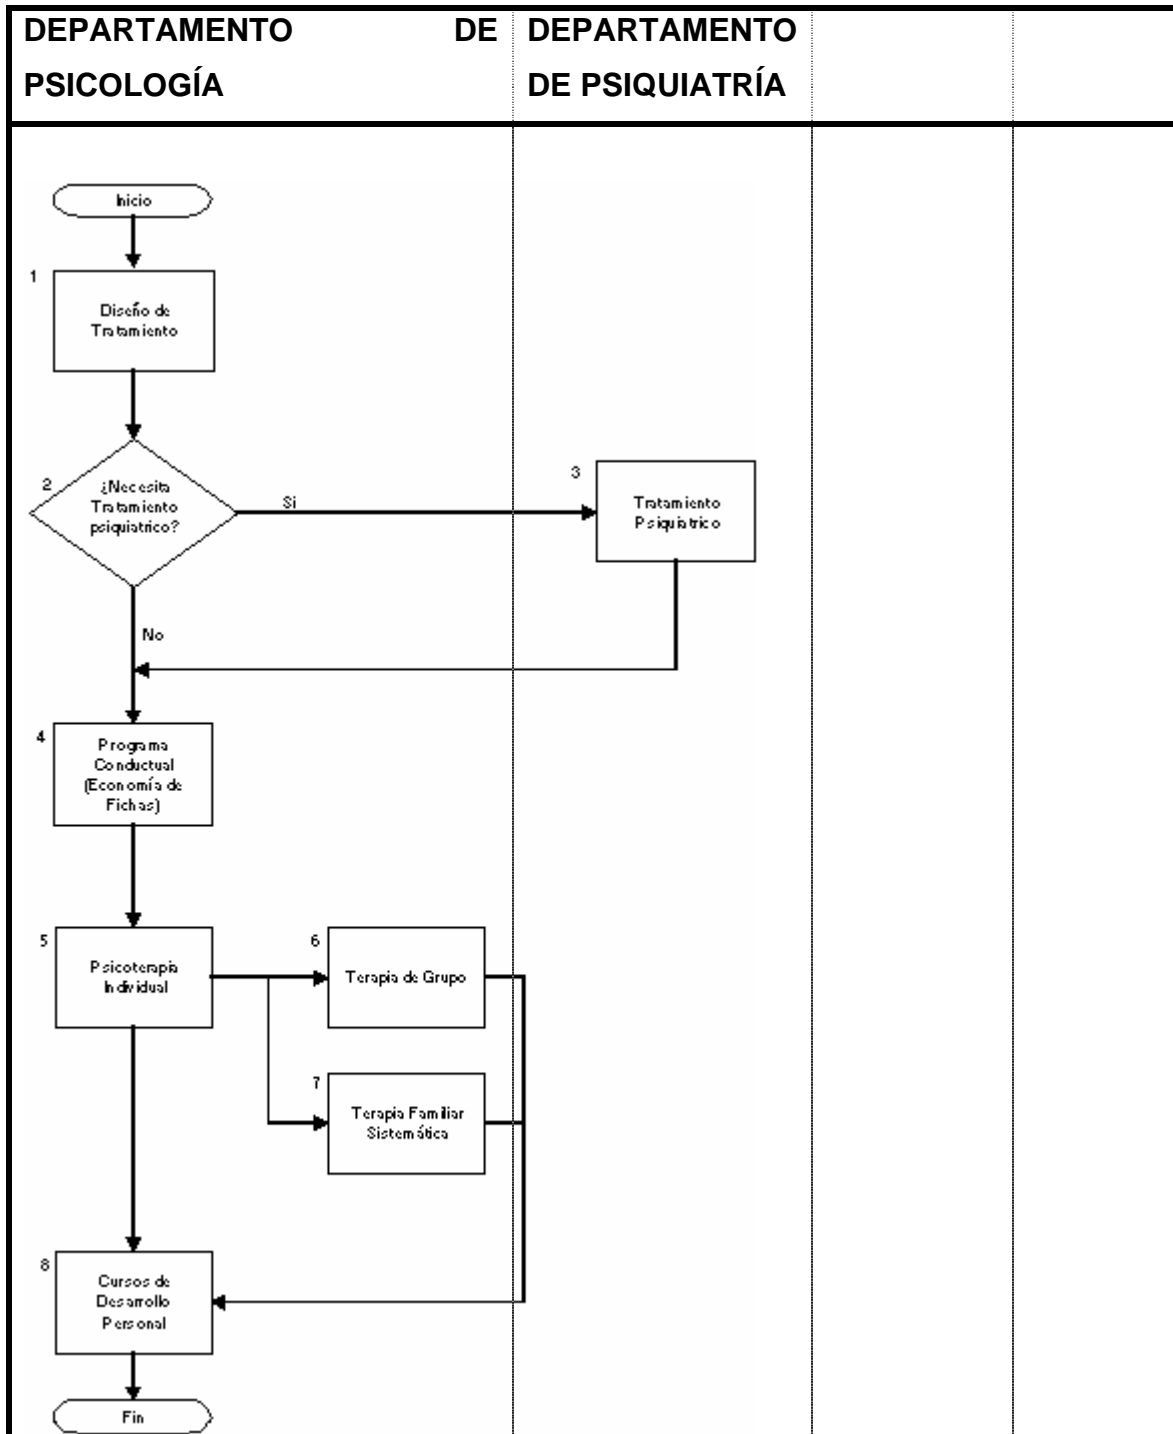 DEPARTAMENTO DE
PSICOLOGÍA
DEPARTAMENTO
DE PSIQUIATRÍA
Inicio
1
Diseño de
Tratamiento
2
¿Necesita
Tratamiento
psiquiatrico?
Si
3
Tratamiento
Psiquiatrico
No
4
Programa
Conductual
(Economía de
Fichas)
5
Psicoterapia
Individual
6
Terapia de Grupo
7
Terapia Familiar
Sistemática
8
Cursos de
Desarrollo
Personal
Fin